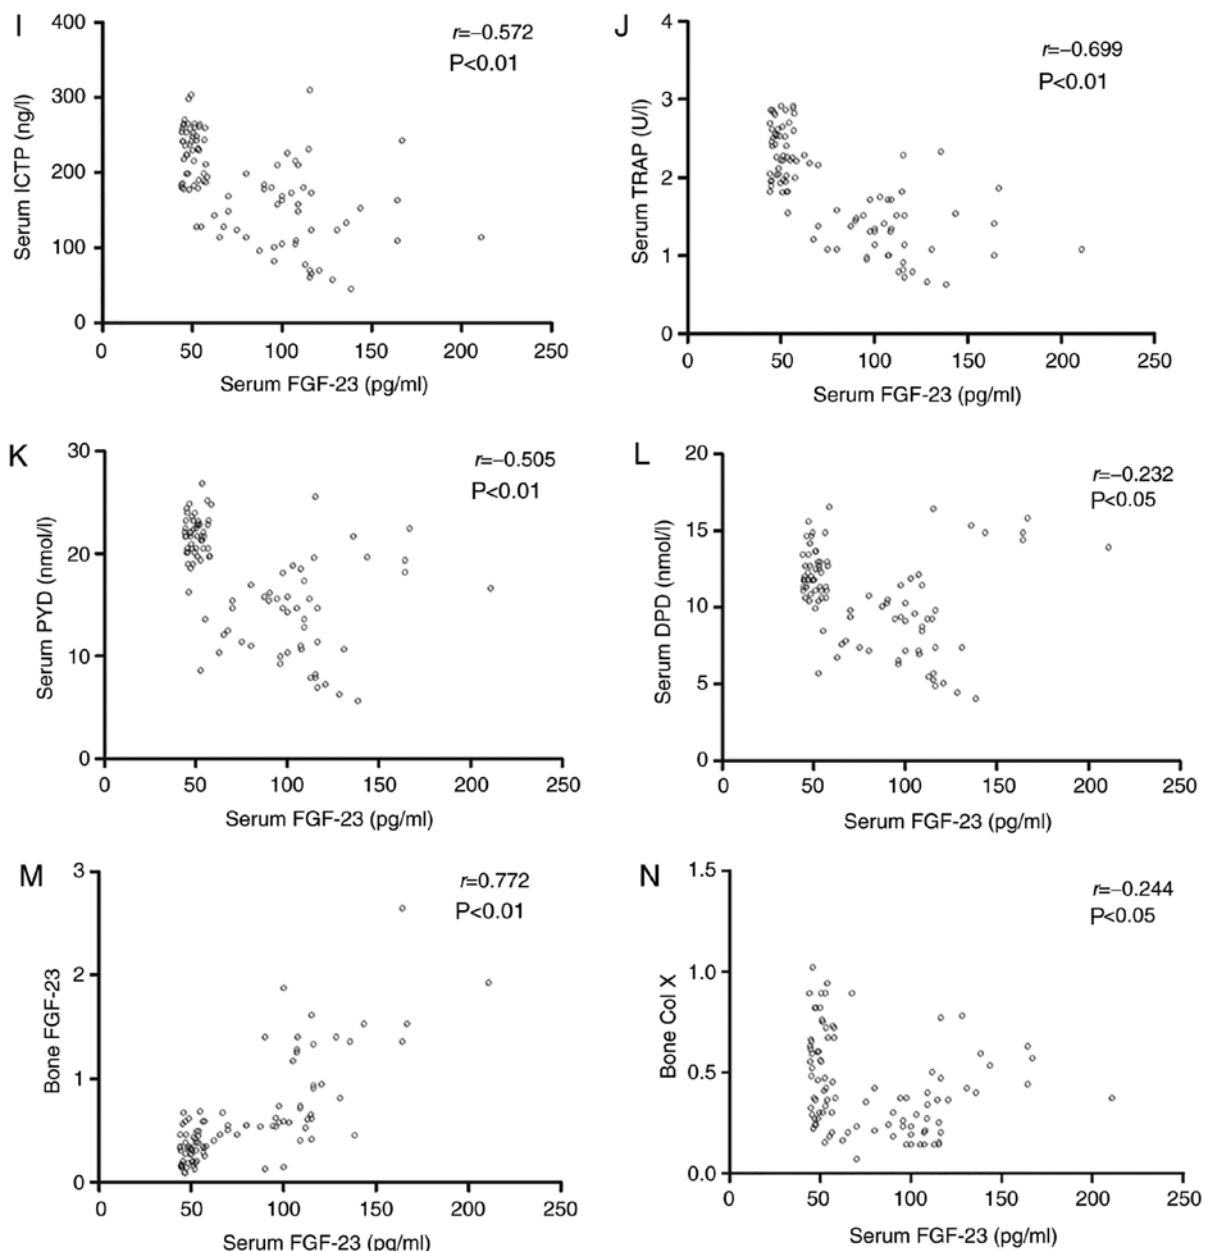 I
r=−0.572
P<0.01
Serum ICTP (ng/l)
400
300
200
100
0
0 50 100 150 200 250
Serum FGF-23 (pg/ml)
J
r=−0.699
P<0.01
Serum TRAP (U/l)
4
3
2
1
0
0 50 100 150 200 250
Serum FGF-23 (pg/ml)
K
r=−0.505
P<0.01
Serum PYD (nmol/l)
30
20
10
0
0 50 100 150 200 250
Serum FGF-23 (pg/ml)
L
r=−0.232
P<0.05
Serum DPD (nmol/l)
20
15
10
5
0
0 50 100 150 200 250
Serum FGF-23 (pg/ml)
M
r=0.772
P<0.01
Bone FGF-23
3
2
1
0
0 50 100 150 200 250
Serum FGF-23 (pg/ml)
N
r=−0.244
P<0.05
Bone Col X
1.5
1.0
0.5
0.0
0 50 100 150 200 250
Serum FGF-23 (pg/ml)